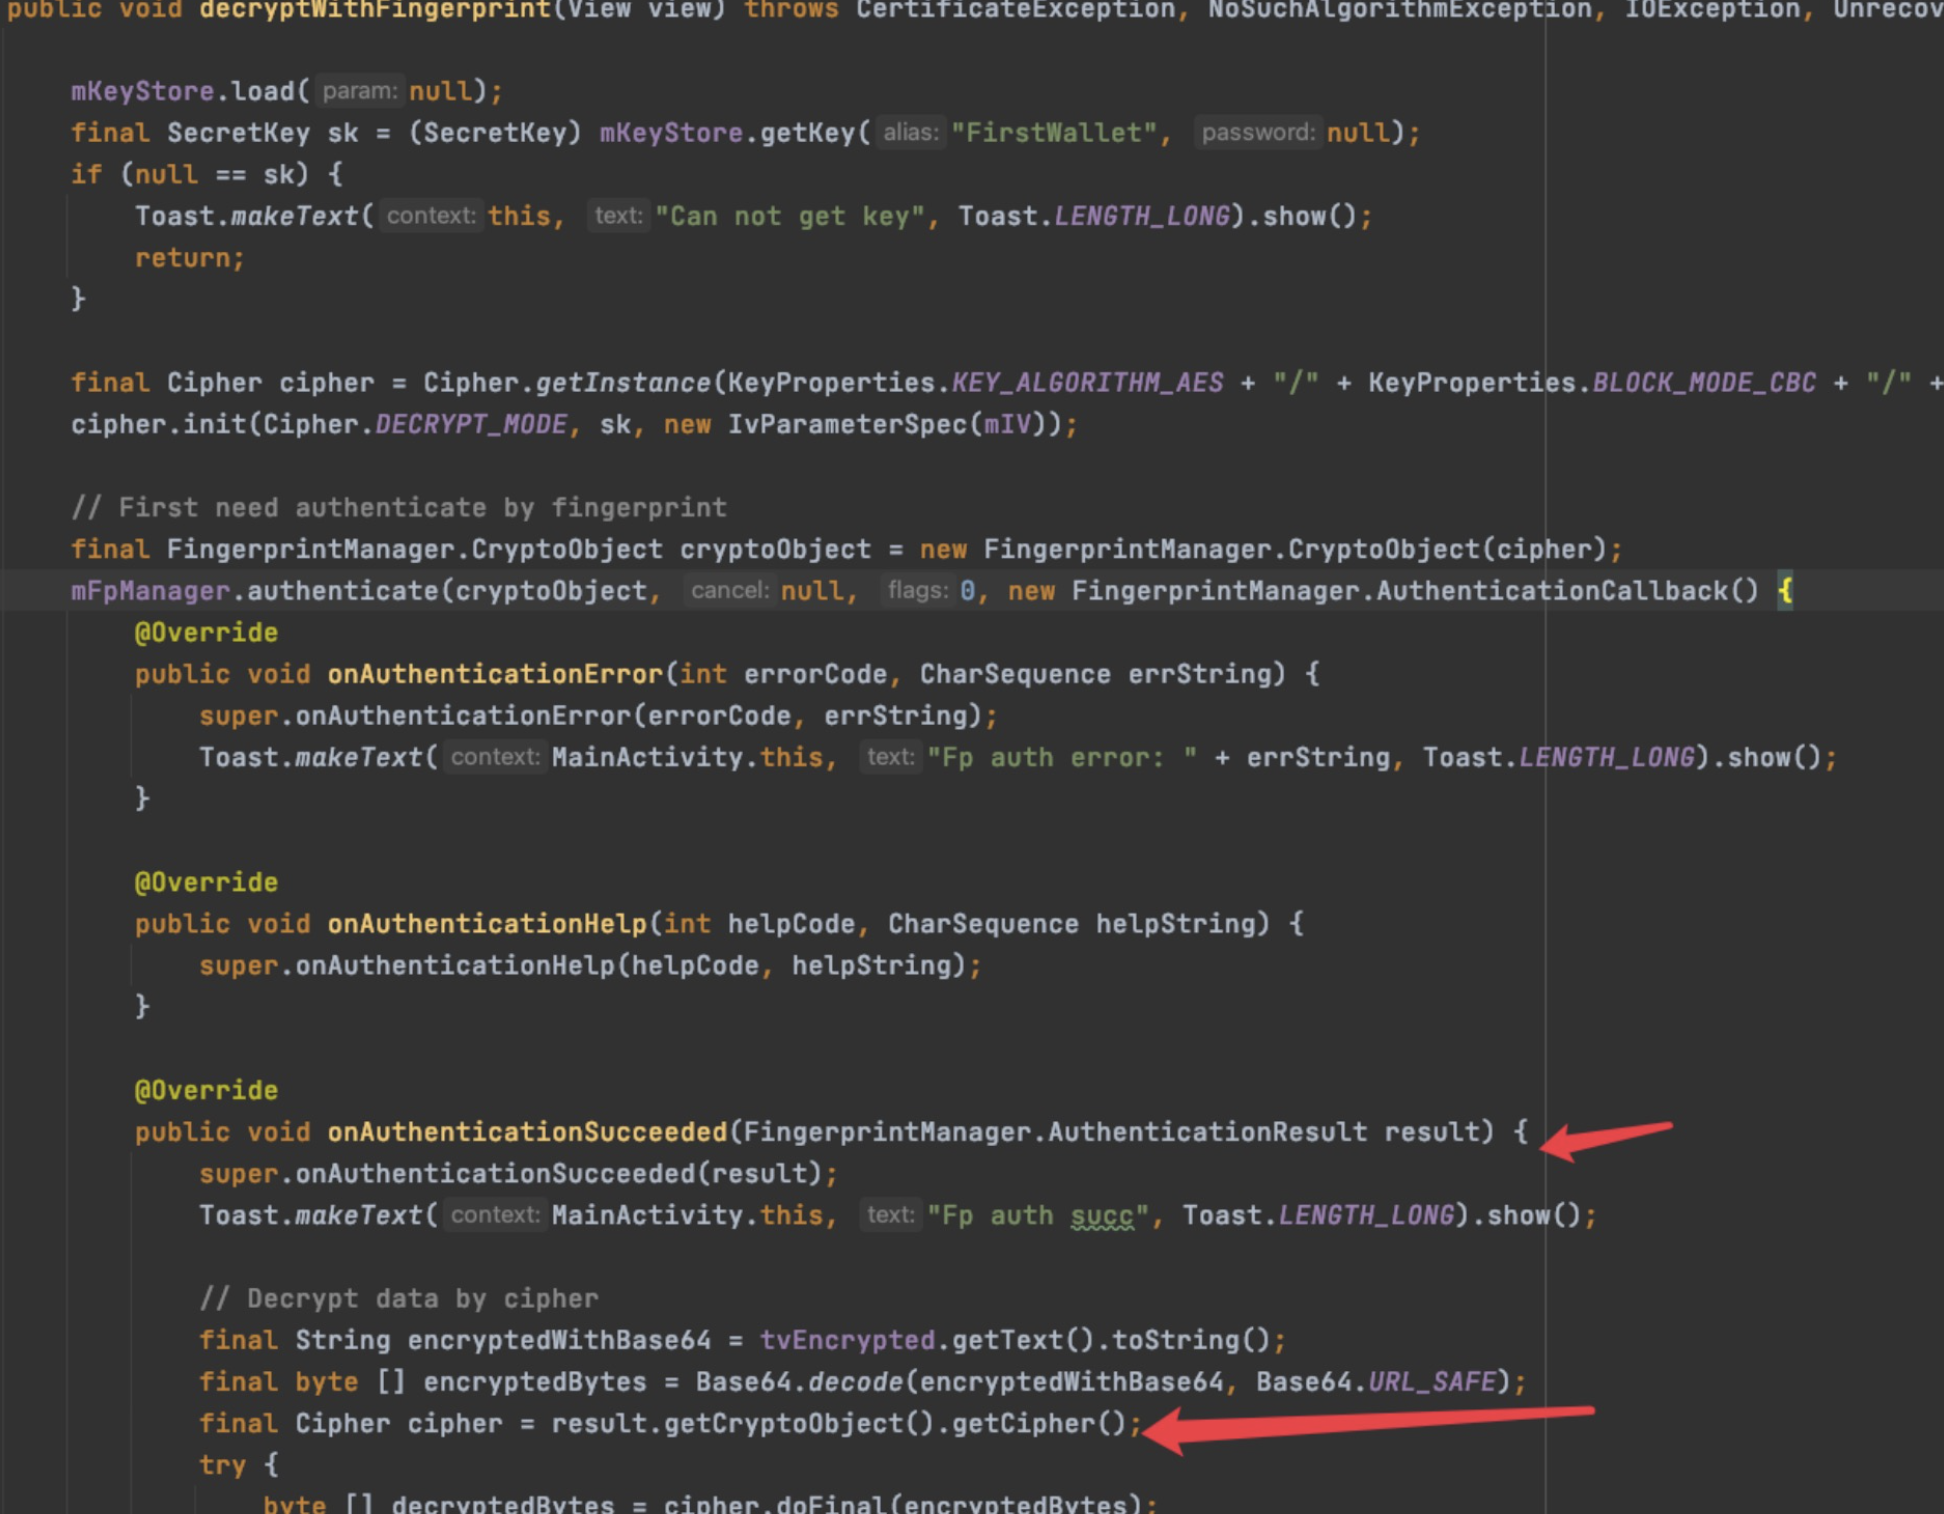 public void decryptWithFingerprint(View view) throws CertificateException, NoSuchAlgorithmException, IOException, Unrecov
mKeyStore.load( param: null);
final SecretKey sk = (SecretKey) mKeyStore.getKey( alias: "FirstWallet", password: null);
if (null == sk) {
Toast.makeText( context: this, text: "Can not get key", Toast.LENGTH_LONG).show();
return;
}
final Cipher cipher = Cipher.getInstance(KeyProperties.KEY_ALGORITHM_AES + "/" + KeyProperties.BLOCK_MODE_CBC + "/" +
cipher.init(Cipher.DECRYPT_MODE, sk, new IvParameterSpec(mIV));
// First need authenticate by fingerprint
final FingerprintManager.CryptoObject cryptoObject = new FingerprintManager.CryptoObject(cipher);
mFpManager.authenticate(cryptoObject, cancel: null, flags: 0, new FingerprintManager.AuthenticationCallback() {
@Override
public void onAuthenticationError(int errorCode, CharSequence errString) {
super.onAuthenticationError(errorCode, errString);
Toast.makeText( context: MainActivity.this, text: "Fp auth error: " + errString, Toast.LENGTH_LONG).show();
}
@Override
public void onAuthenticationHelp(int helpCode, CharSequence helpString) {
super.onAuthenticationHelp(helpCode, helpString);
}
@Override
public void onAuthenticationSucceeded(FingerprintManager.AuthenticationResult result) {
super.onAuthenticationSucceeded(result);
Toast.makeText( context: MainActivity.this, text: "Fp auth succ", Toast.LENGTH_LONG).show();
// Decrypt data by cipher
final String encryptedWithBase64 = tvEncrypted.getText().toString();
final byte [] encryptedBytes = Base64.decode(encryptedWithBase64, Base64.URL_SAFE);
final Cipher cipher = result.getCryptoObject().getCipher();
try {
byte [] decryptedBytes = cipher.doFinal(encryptedBytes);